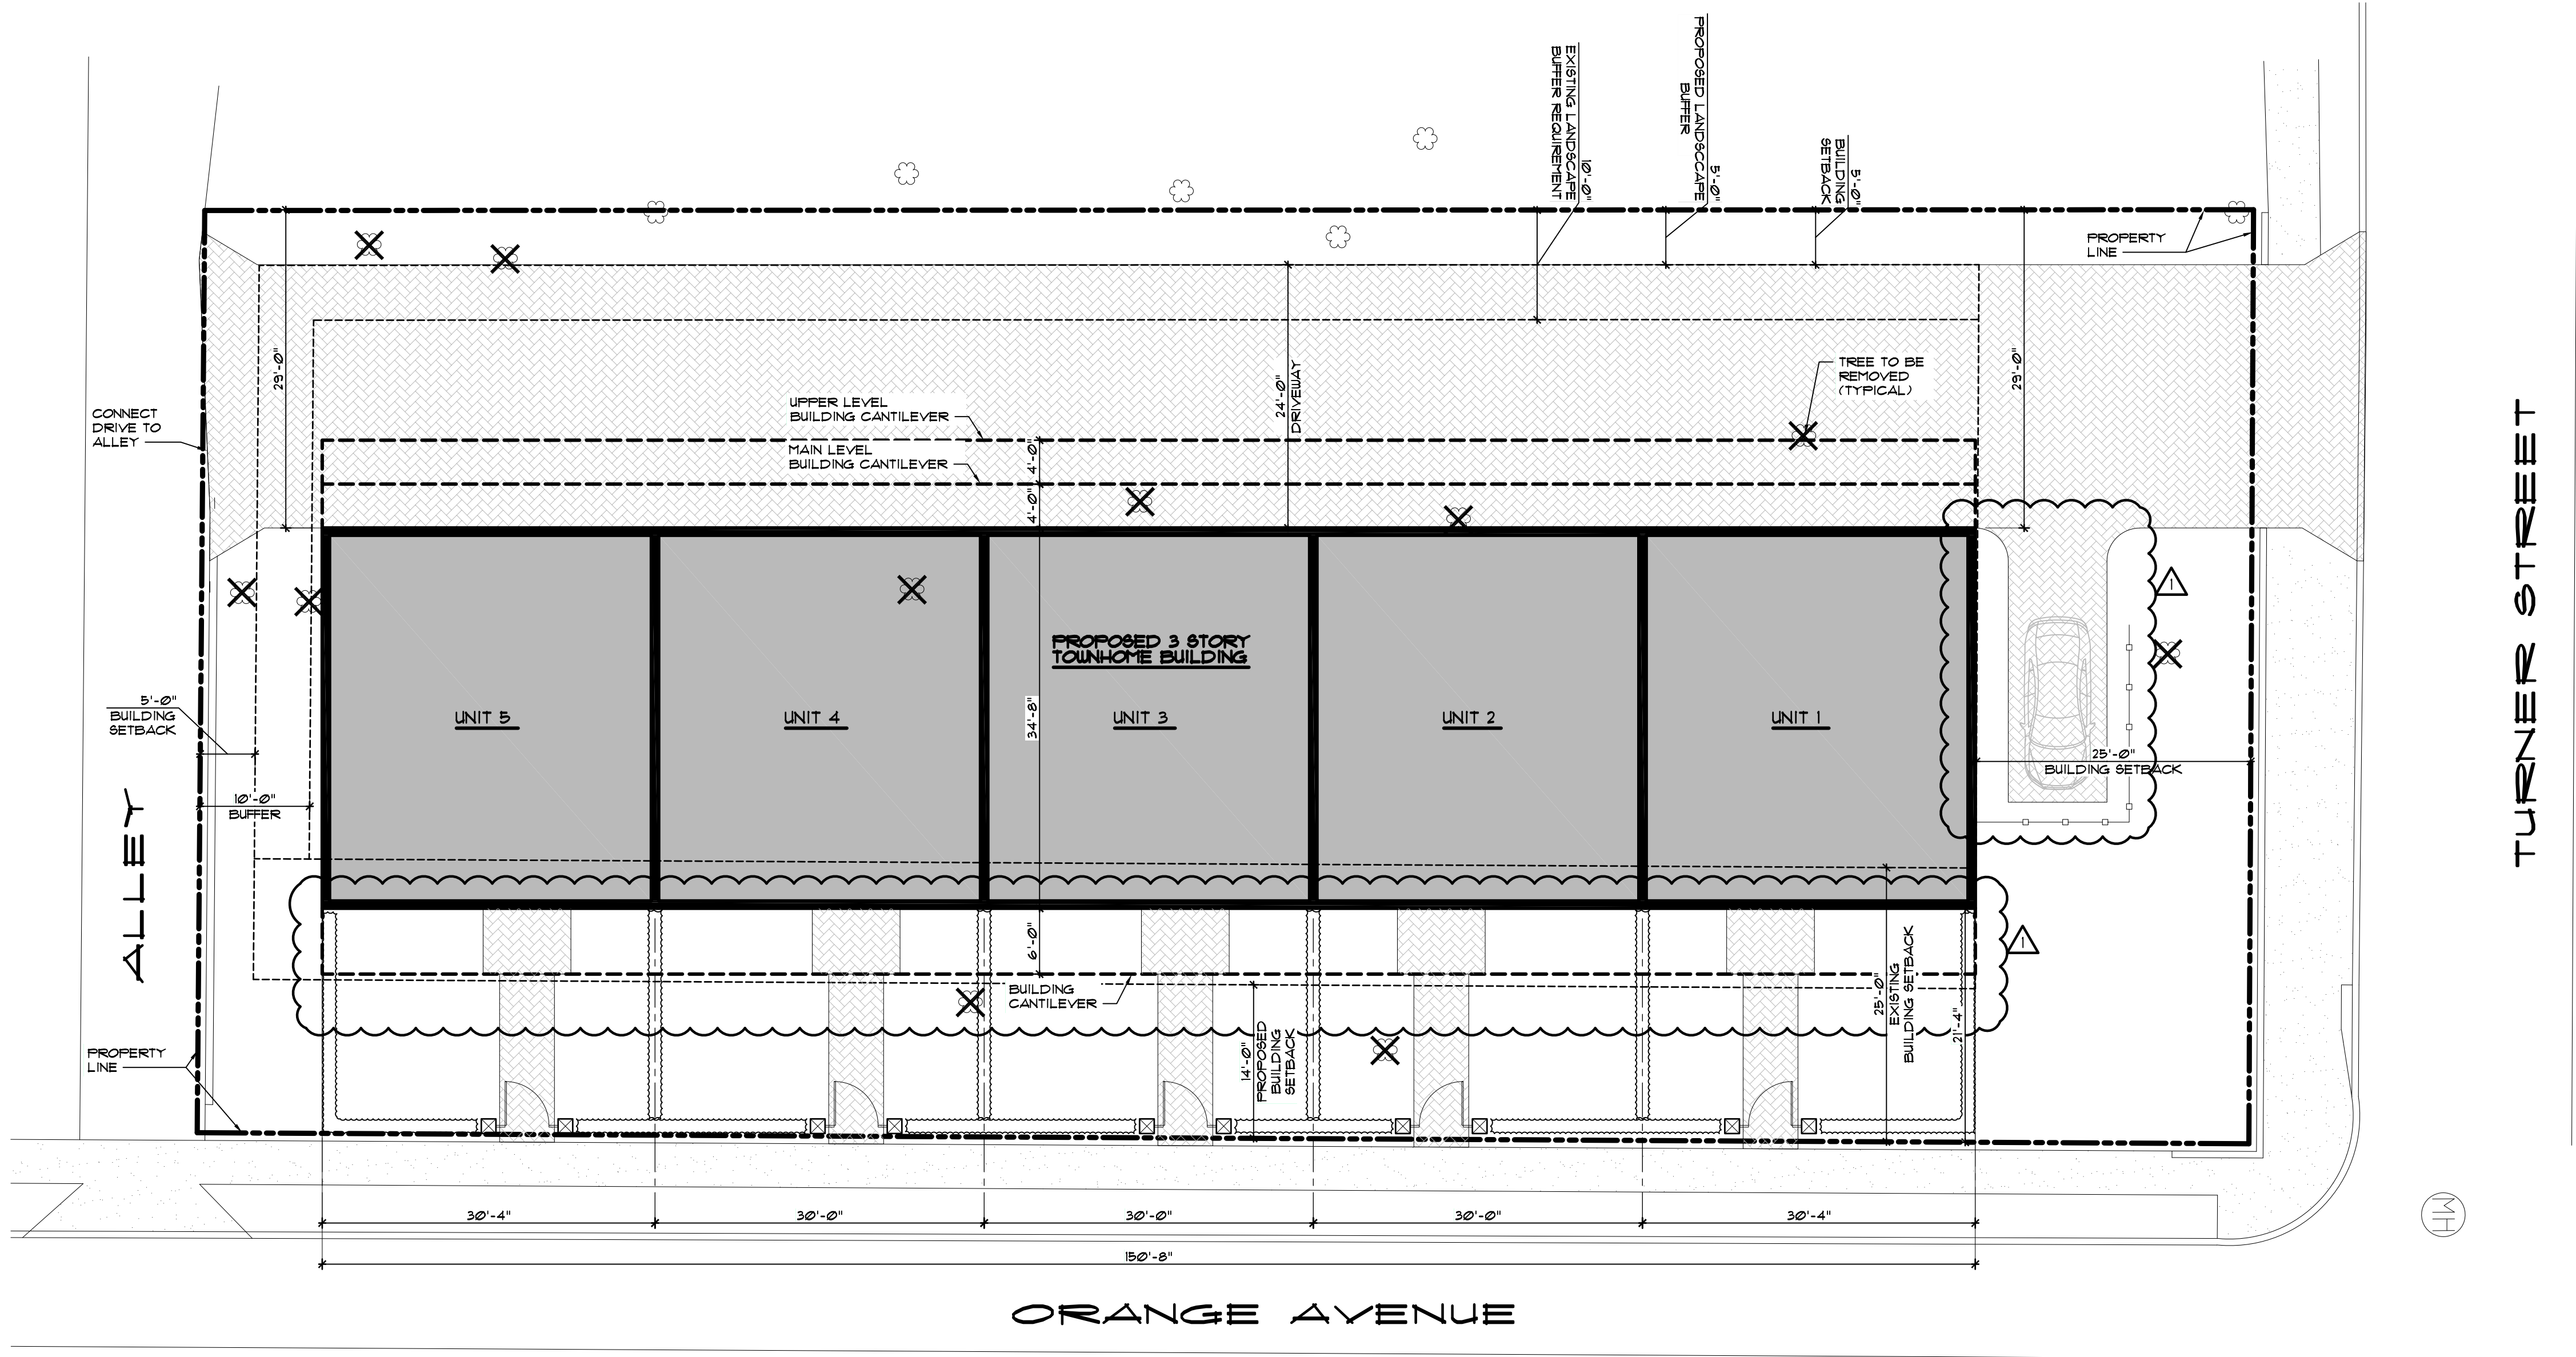 EXISTING LANDSCAPE
BUFFER REQUIREMENT
10'-0"
PROPOSED LANDSCCAPE
BUFFER
5'-0"
BUILDING
SETBACK
5'-0"
PROPERTY
LINE
29'-0"
24'-0"
DRIVEWAY
29'-0"
TREE TO BE
REMOVED
(TYPICAL)
CONNECT
DRIVE TO
ALLEY
UPPER LEVEL
BUILDING CANTILEVER
MAIN LEVEL
BUILDING CANTILEVER
4'-0"
4'-0"
1
PROPOSED 3 STORY
TOWNHOME BUILDING
UNIT 5
UNIT 4
UNIT 3
UNIT 2
UNIT 1
34'-8"
5'-0"
BUILDING
SETBACK
10'-0"
BUFFER
25'-0"
BUILDING SETBACK
TURNER STREET
ALLEY
6'-0"
1
BUILDING
CANTILEVER
25'-0"
EXISTING
BUILDING SETBACK
21'-4"
14'-0"
PROPOSED
BUILDING
SETBACK
PROPERTY
LINE
30'-4"
30'-0"
30'-0"
30'-0"
30'-4"
MH
150'-8"
ORANGE AVENUE